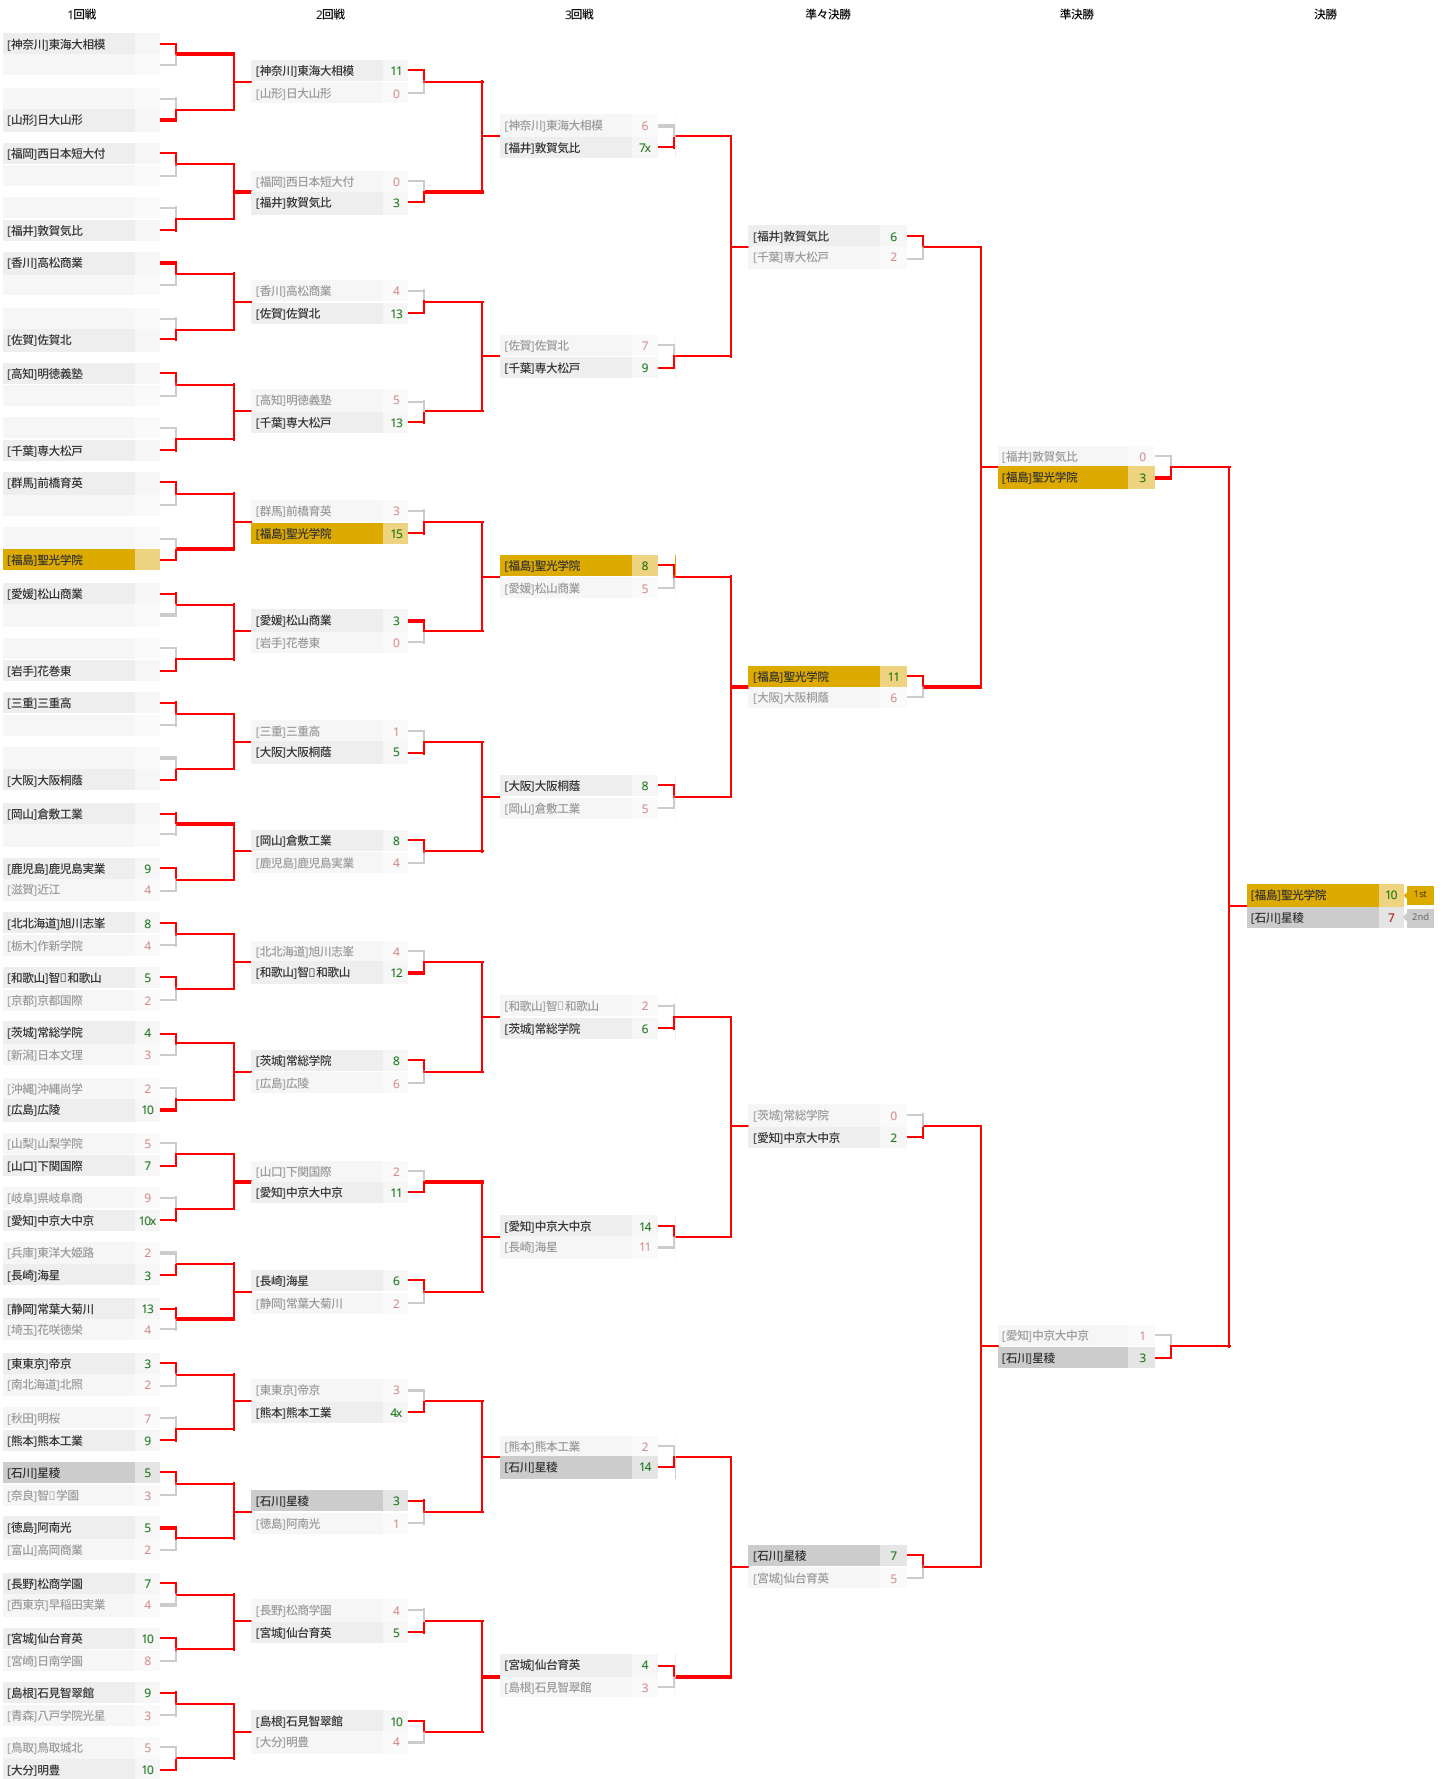 1回戦
2回戦
3回戦
準々決勝
準決勝
決勝
[神奈川]東海大相模
[山形]日大山形
[福岡]西日本短大付
[福井]敦賀気比
[香川]高松商業
[佐賀]佐賀北
[高知]明徳義塾
[千葉]専大松戸
[群馬]前橋育英
[福島]聖光学院
[愛媛]松山商業
[岩手]花巻東
[三重]三重高
[大阪]大阪桐蔭
[岡山]倉敷工業
[鹿児島]鹿児島実業 9
[滋賀]近江 4
[北北海道]旭川志峯 8
[栃木]作新学院 4
[和歌山]智▯和歌山 5
[京都]京都国際 2
[茨城]常総学院 4
[新潟]日本文理 3
[沖縄]沖縄尚学 2
[広島]広陵 10
[山梨]山梨学院 5
[山口]下関国際 7
[岐阜]県岐阜商 9
[愛知]中京大中京 10x
[兵庫]東洋大姫路 2
[長崎]海星 3
[静岡]常葉大菊川 13
[埼玉]花咲徳栄 4
[東東京]帝京 3
[南北海道]北照 2
[秋田]明桜 7
[熊本]熊本工業 9
[石川]星稜 5
[奈良]智▯学園 3
[徳島]阿南光 5
[富山]高岡商業 2
[長野]松商学園 7
[西東京]早稲田実業 4
[宮城]仙台育英 10
[宮崎]日南学園 8
[島根]石見智翠館 9
[青森]八戸学院光星 3
[鳥取]鳥取城北 5
[大分]明豊 10
[神奈川]東海大相模 11
[山形]日大山形 0
[福岡]西日本短大付 0
[福井]敦賀気比 3
[香川]高松商業 4
[佐賀]佐賀北 13
[高知]明徳義塾 5
[千葉]専大松戸 13
[群馬]前橋育英 3
[福島]聖光学院 15
[愛媛]松山商業 3
[岩手]花巻東 0
[三重]三重高 1
[大阪]大阪桐蔭 5
[岡山]倉敷工業 8
[鹿児島]鹿児島実業 4
[北北海道]旭川志峯 4
[和歌山]智▯和歌山 12
[茨城]常総学院 8
[広島]広陵 6
[山口]下関国際 2
[愛知]中京大中京 11
[長崎]海星 6
[静岡]常葉大菊川 2
[東東京]帝京 3
[熊本]熊本工業 4x
[石川]星稜 3
[徳島]阿南光 1
[長野]松商学園 4
[宮城]仙台育英 5
[島根]石見智翠館 10
[大分]明豊 4
[神奈川]東海大相模 6
[福井]敦賀気比 7x
[佐賀]佐賀北 7
[千葉]専大松戸 9
[福島]聖光学院 8
[愛媛]松山商業 5
[大阪]大阪桐蔭 8
[岡山]倉敷工業 5
[和歌山]智▯和歌山 2
[茨城]常総学院 6
[愛知]中京大中京 14
[長崎]海星 11
[熊本]熊本工業 2
[石川]星稜 14
[宮城]仙台育英 4
[島根]石見智翠館 3
[福井]敦賀気比 6
[千葉]専大松戸 2
[福島]聖光学院 11
[大阪]大阪桐蔭 6
[茨城]常総学院 0
[愛知]中京大中京 2
[石川]星稜 7
[宮城]仙台育英 5
[福井]敦賀気比 0
[福島]聖光学院 3
[愛知]中京大中京 1
[石川]星稜 3
[福島]聖光学院 10 1st
[石川]星稜 7 2nd